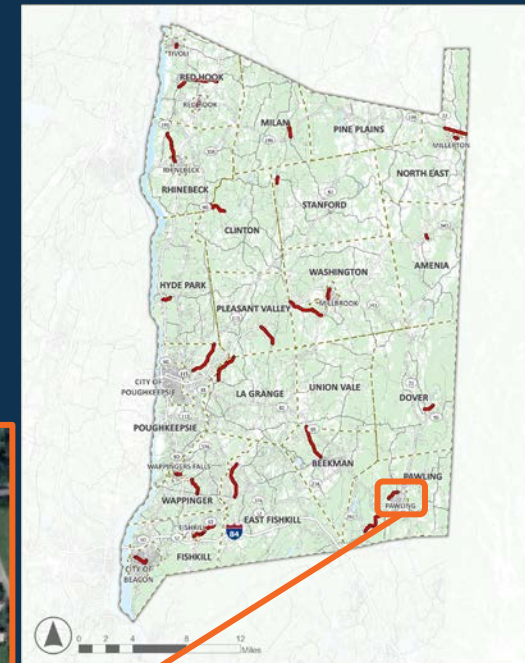 TIVOLI
RED HOOK
RED HOOK
MILAN
PINE PLAINS
MILLERTON
RHINEBECK
RHINEBECK
NORTH EAST
STANFORD
CLINTON
AMENIA
WASHINGTON
HYDE PARK
MILLBROOK
PLEASANT VALLEY
CITY OF
POUGHKEEPSIE
LA GRANGE
UNION VALE
DOVER
POUGHKEEPSIE
WAPPINGERS FALLS
BEEKMAN
PAWLING
WAPPINGER
PAWLING
EAST FISHKILL
FISHKILL
84
FISHKILL
CITY OF
BEACON
0 2 4 8 12
Miles